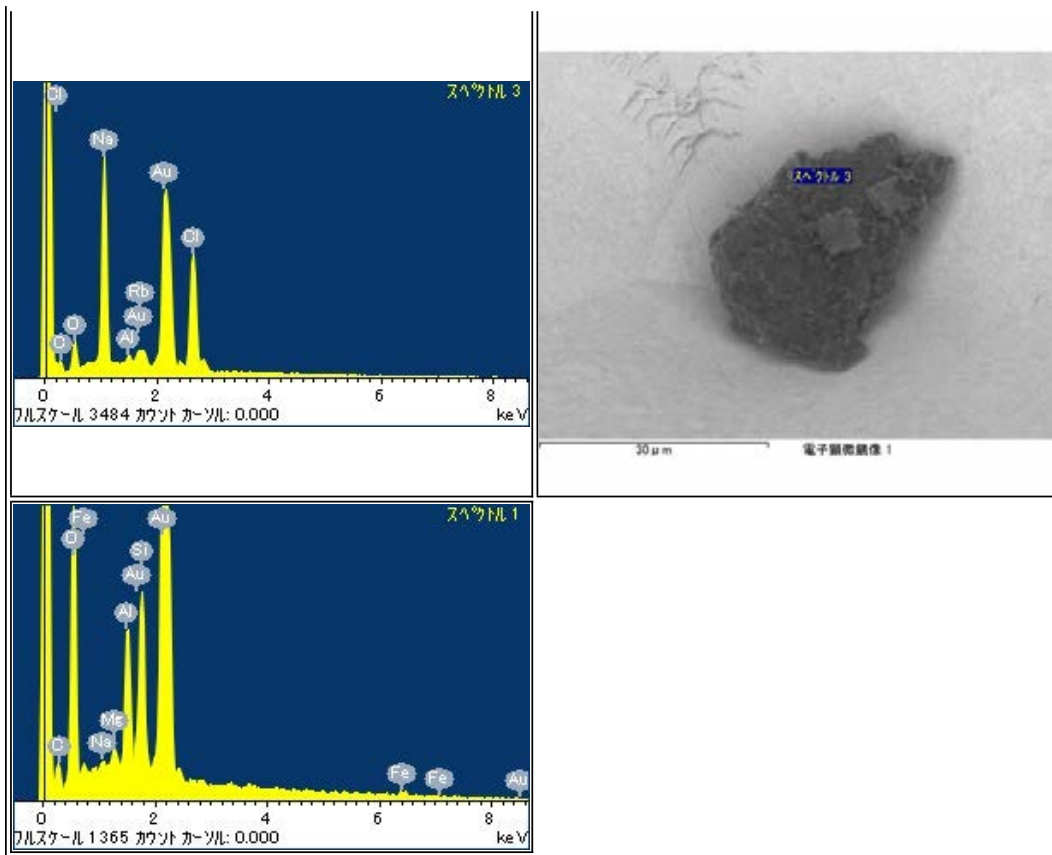 スペクトル 3
Cl
Na
Au
Cl
Rb
Au
Al
O
C
0 2 4 6 8
フルスケール 3484 カウント カーソル: 0.000 keV
スペクトル 3
30μm 電子顕微鏡像 1
スペクトル 1
Fe
O
Au
Si
Au
Al
Mg
Na
C
Fe
Fe
Au
0 2 4 6 8
フルスケール 1365 カウント カーソル: 0.000 keV